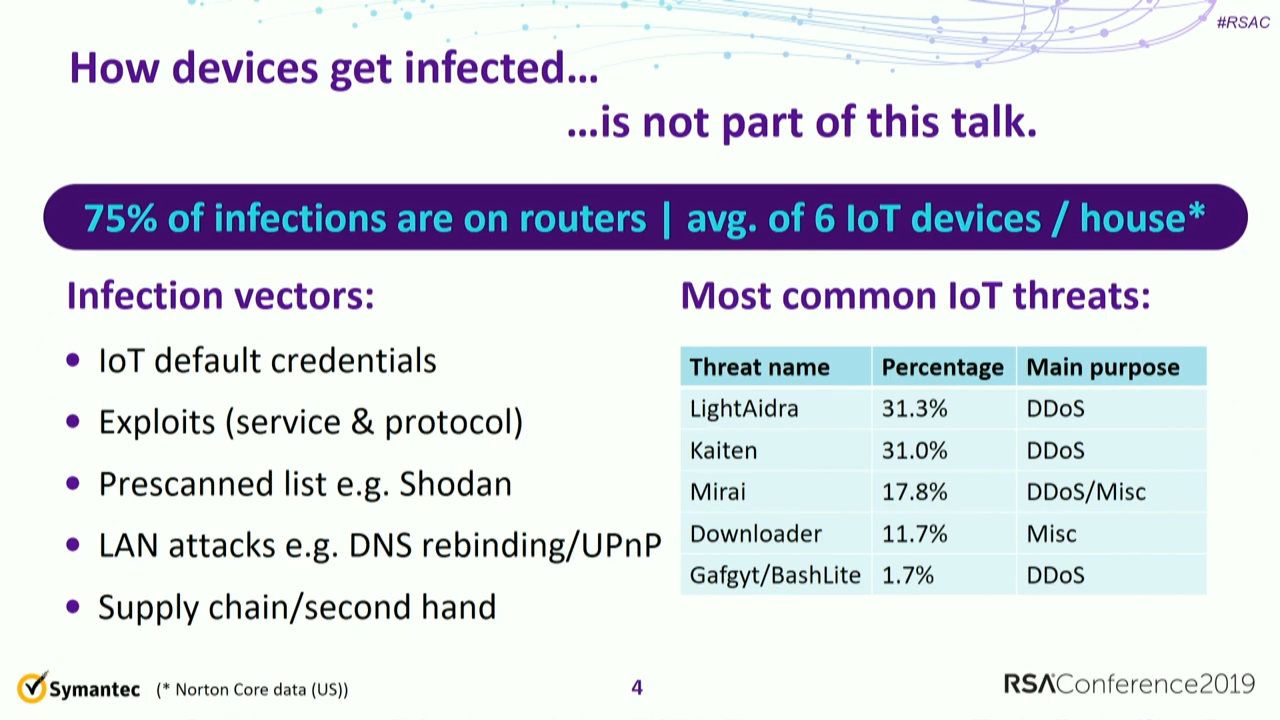 #RSAC
How devices get infected...
...is not part of this talk.
75% of infections are on routers | avg. of 6 IoT devices / house*
Infection vectors:
• IoT default credentials
• Exploits (service & protocol)
• Prescanned list e.g. Shodan
• LAN attacks e.g. DNS rebinding/UPnP
• Supply chain/second hand
Most common IoT threats:
Threat name Percentage Main purpose
LightAidra 31.3% DDoS
Kaiten 31.0% DDoS
Mirai 17.8% DDoS/Misc
Downloader 11.7% Misc
Gafgyt/BashLite 1.7% DDoS
Symantec (* Norton Core data (US))
4
RSAConference2019